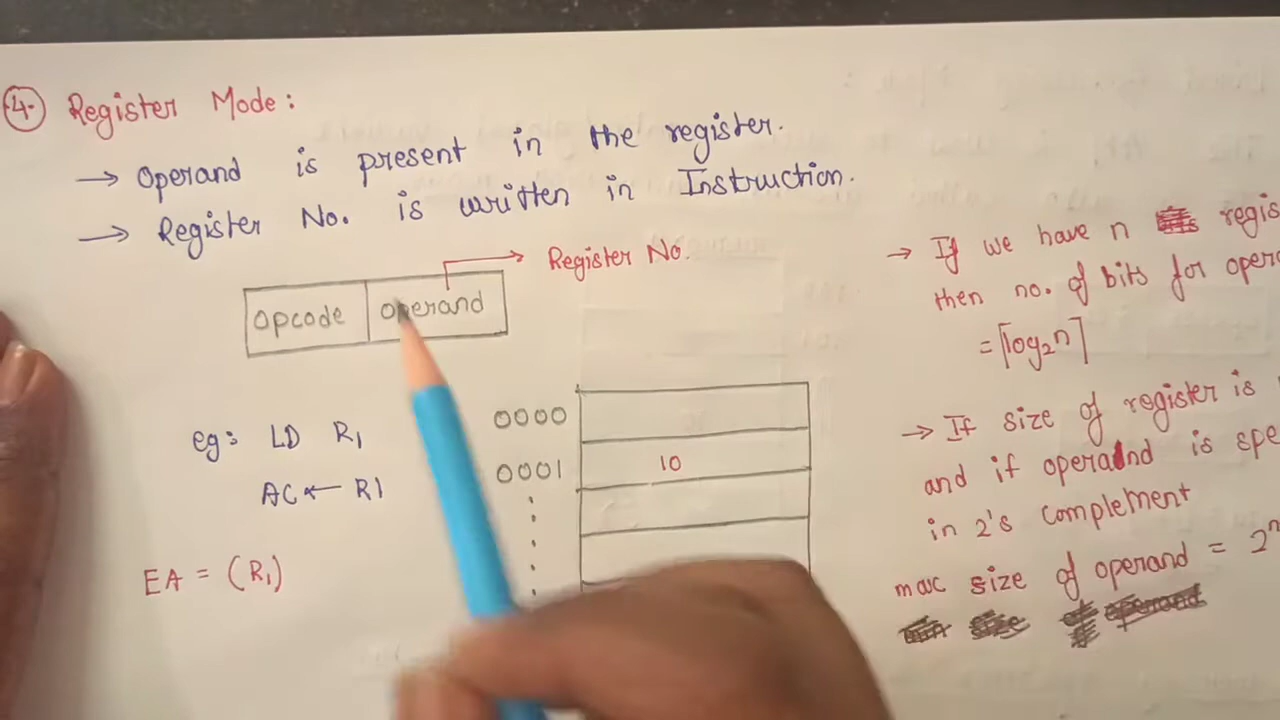 4. Register Mode:
→ Operand is present in the register.
→ Register No. is written in Instruction.
Register No.
Opcode operand
eg: LD R1
AC ← R1
EA = (R1)
0000
0001 10
→ If we have n
then no. of bits for
= ⌈log2n⌉
→ If size of register is
and if operand is
in 2's complement
max size of operand = 2^n